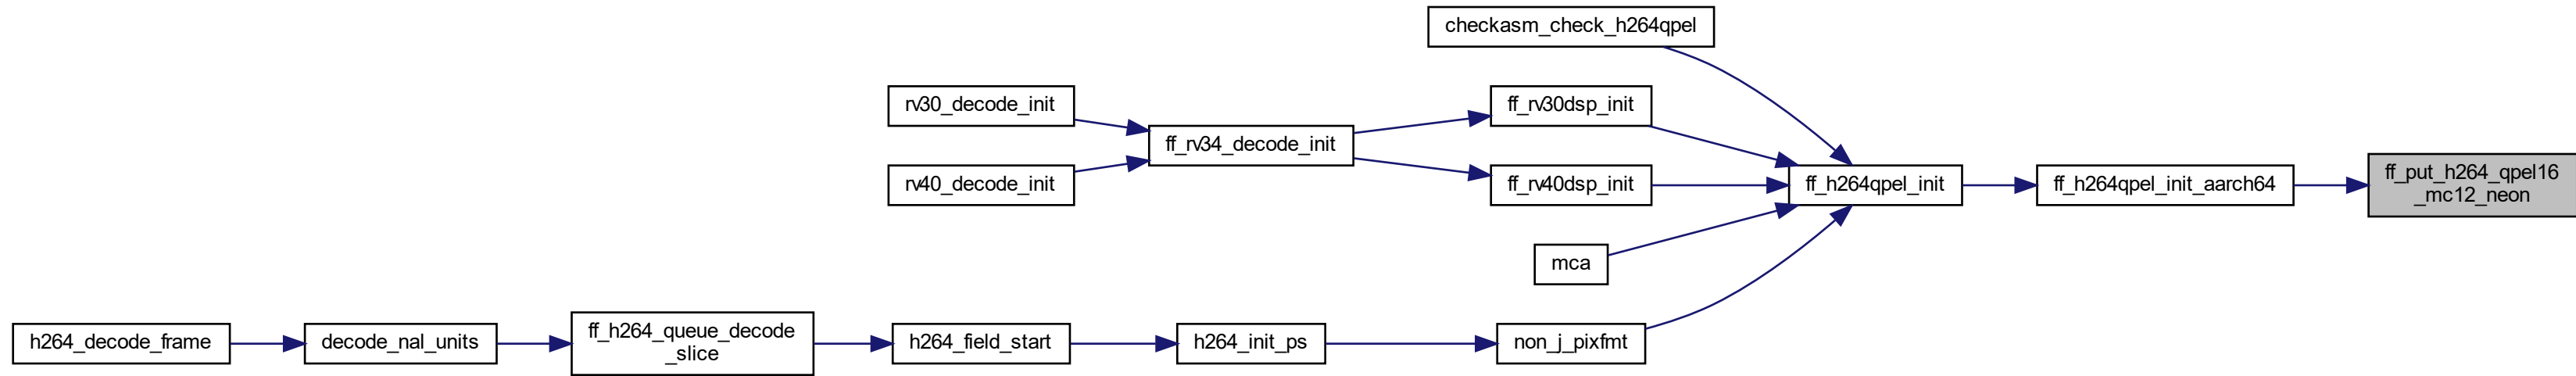 checkasm_check_h264qpel
rv30_decode_init
ff_rv30dsp_init
ff_rv34_decode_init
rv40_decode_init
ff_rv40dsp_init
ff_h264qpel_init
ff_h264qpel_init_aarch64
ff_put_h264_qpel16
_mc12_neon
mca
h264_decode_frame
decode_nal_units
ff_h264_queue_decode
_slice
h264_field_start
h264_init_ps
non_j_pixfmt